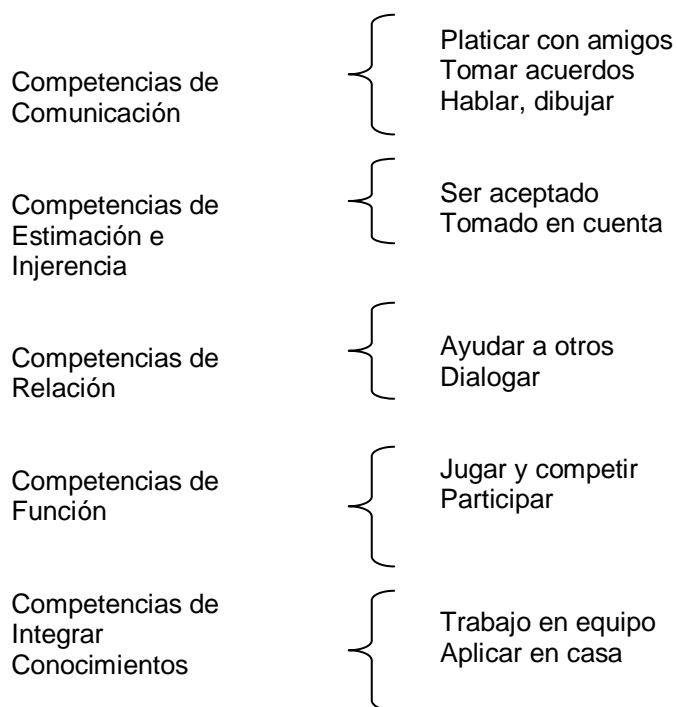 Competencias de
Comunicación
Platicar con amigos
Tomar acuerdos
Hablar, dibujar
Competencias de
Estimación e
Injerencia
Ser aceptado
Tomado en cuenta
Competencias de
Relación
Ayudar a otros
Dialogar
Competencias de
Función
Jugar y competir
Participar
Competencias de
Integrar
Conocimientos
Trabajo en equipo
Aplicar en casa